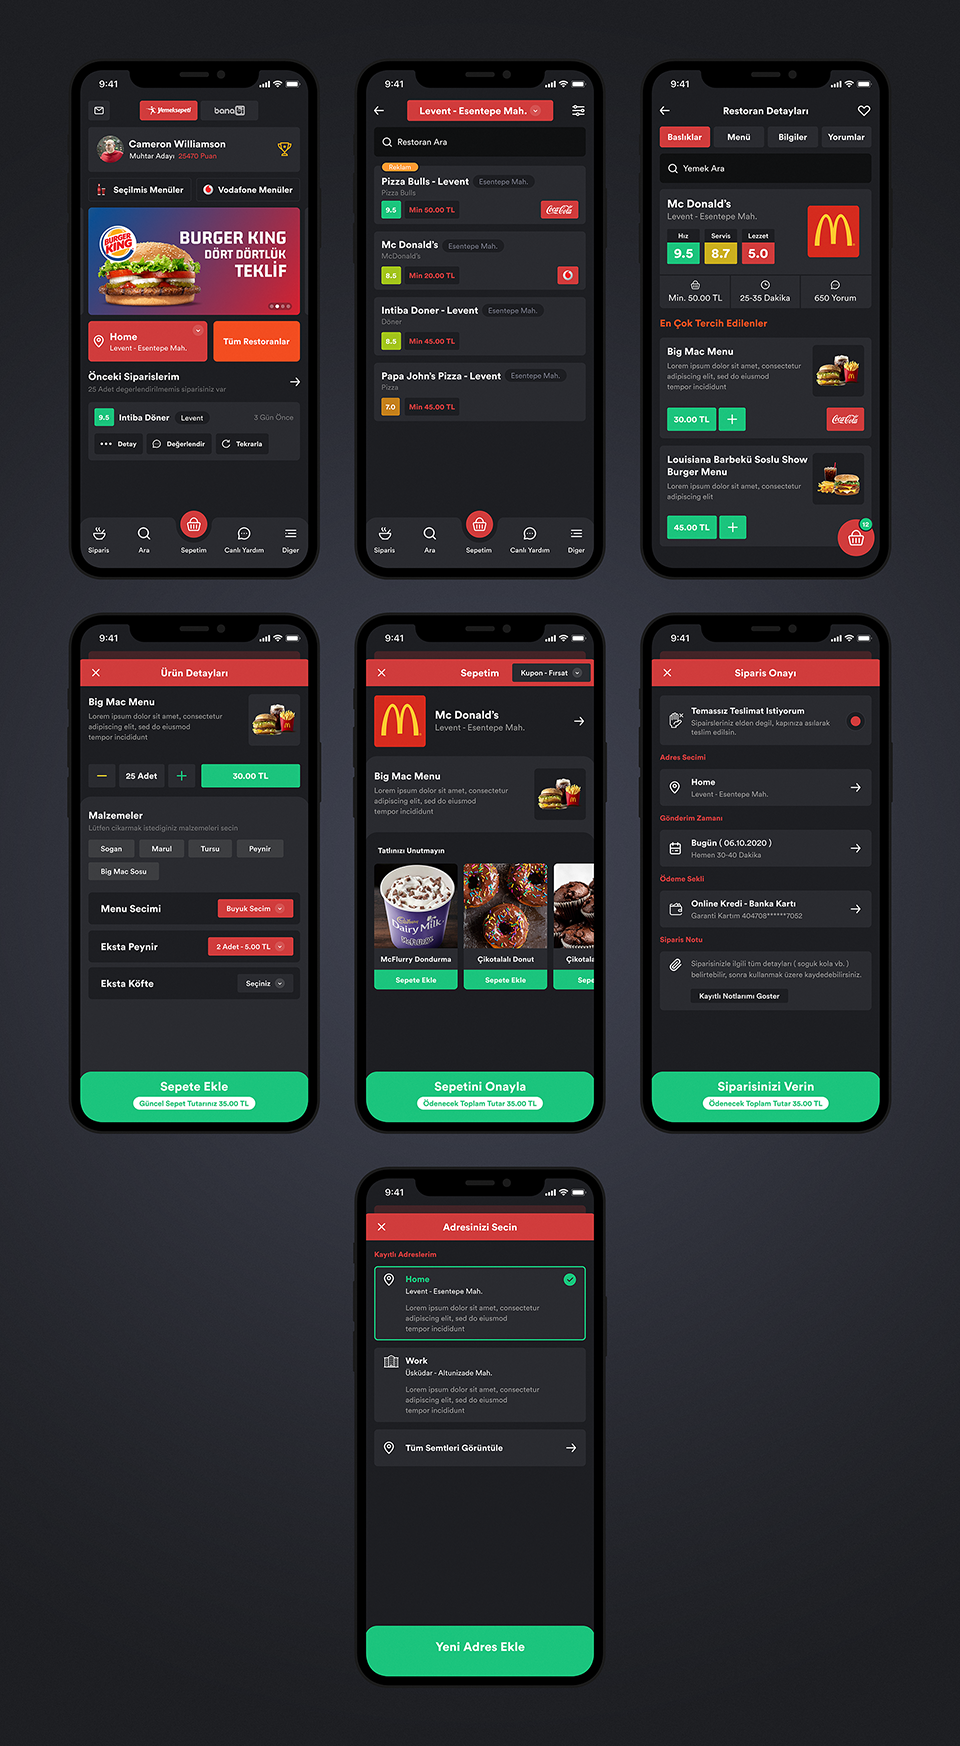 9:41
Yemeksepeti
banabi
Cameron Williamson
Muhtar Adayı 25470 Puan
Seçilmis Menüler
Vodafone Menüler
BURGER KING
BURGER KING
DÖRT DÖRTLÜK
TEKLİF
Home
Levent - Esentepe Mah.
Tüm Restoranlar
Önceki Siparislerim
25 Adet degerlendirilmemis siparisiniz var
9.5 Intiba Döner Levent 3 Gün Önce
Detay
Değerlendir
Tekrarla
Siparis
Ara
Sepetim
Canlı Yardım
Diger
9:41
Levent - Esentepe Mah.
Restoran Ara
Reklam
Pizza Bulls - Levent Esentepe Mah.
Pizza Bulls
9.5 Min 50.00 TL Coca-Cola
Mc Donald's Esentepe Mah.
McDonald's
8.5 Min 20.00 TL
Intiba Doner - Levent Esentepe Mah.
Döner
8.5 Min 45.00 TL
Papa John's Pizza - Levent Esentepe Mah.
Pizza
7.0 Min 45.00 TL
Siparis
Ara
Sepetim
Canlı Yardım
Diger
9:41
Restoran Detayları
Baslıklar
Menü
Bilgiler
Yorumlar
Yemek Ara
Mc Donald's
Levent - Esentepe Mah.
Hız Servis Lezzet
9.5 8.7 5.0
Min. 50.00 TL
25-35 Dakika
650 Yorum
En Çok Tercih Edilenler
Big Mac Menu
Lorem ipsum dolor sit amet, consectetur
adipiscing elit, sed do eiusmod
tempor incididunt
30.00 TL + Coca-Cola
Louisiana Barbekü Soslu Show
Burger Menu
Lorem ipsum dolor sit amet, consectetur
adipiscing elit
45.00 TL +
12
9:41
Ürün Detayları
Big Mac Menu
Lorem ipsum dolor sit amet, consectetur
adipiscing elit, sed do eiusmod
tempor incididunt
25 Adet
30.00 TL
Malzemeler
Lütfen cikarmak istediginiz malzemeleri secin
Sogan
Marul
Tursu
Peynir
Big Mac Sosu
Menu Secimi
Buyuk Secim
Eksta Peynir
2 Adet - 5.00 TL
Eksta Köfte
Seçiniz
Sepete Ekle
Güncel Sepet Tutarınız 35.00 TL
9:41
Sepetim
Kupon - Fırsat
Mc Donald's
Levent - Esentepe Mah.
Big Mac Menu
Lorem ipsum dolor sit amet, consectetur
adipiscing elit, sed do eiusmod
tempor incididunt
Tatlınızı Unutmayın
Cadbury
Dairy Milk
McFlurry
McFlurry Dondurma
Sepete Ekle
Çikotalalı Donut
Sepete Ekle
Çiko
Sepe
Sepetini Onayla
Ödenecek Toplam Tutar 35.00 TL
9:41
Siparis Onayı
Temassız Teslimat Istiyorum
Sipairsleriniz elden degil, kapınıza asılarak
teslim edilsin.
Adres Secimi
Home
Levent - Esentepe Mah.
Gönderim Zamanı
Bugün ( 06.10.2020 )
Hemen 30-40 Dakika
Ödeme Sekli
Online Kredi - Banka Kartı
Garanti Kartım 404708******7052
Siparis Notu
Siparisinizle ilgili tüm detayları ( soguk kola vb. )
belirtebilir, sonra kullanmak üzere kaydedebilirsiniz.
Kayıtlı Notlarımı Goster
Siparisinizi Verin
Ödenecek Toplam Tutar 35.00 TL
9:41
Adresinizi Secin
Kayıtlı Adreslerim
Home
Levent - Esentepe Mah.
Lorem ipsum dolor sit amet, consectetur
adipiscing elit, sed do eiusmod
tempor incididunt
Work
Üsküdar - Altunizade Mah.
Lorem ipsum dolor sit amet, consectetur
adipiscing elit, sed do eiusmod
tempor incididunt
Tüm Semtleri Görüntüle
Yeni Adres Ekle